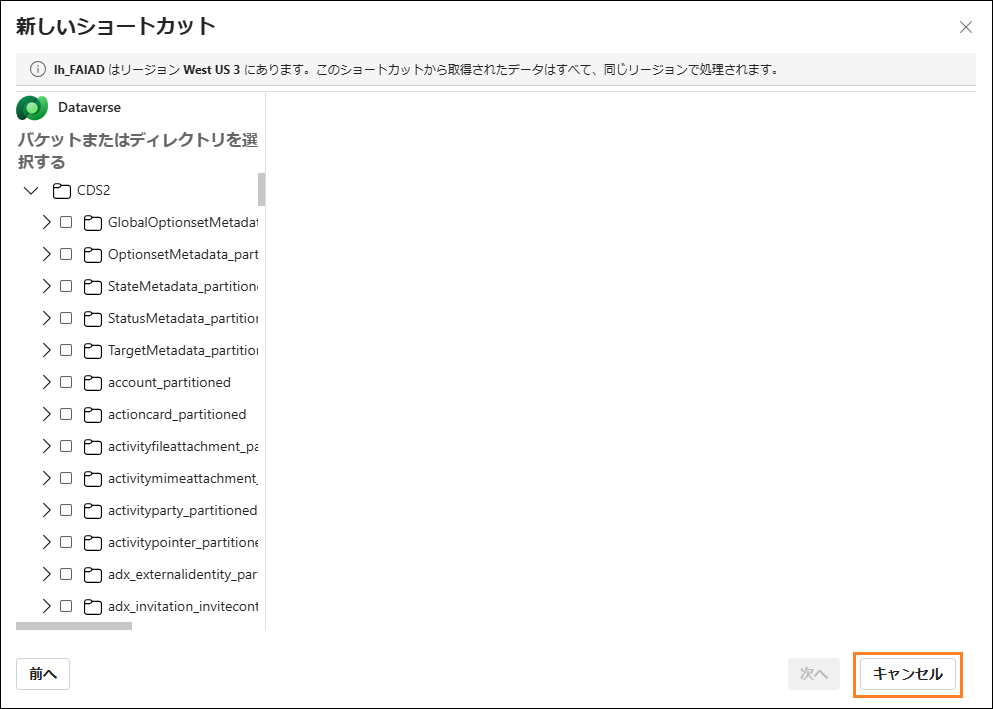 新しいショートカット
lh_FAIAD はリージョン West US 3 にあります。このショートカットから取得されたデータはすべて、同じリージョンで処理されます。
Dataverse
バケットまたはディレクトリを選
択する
CDS2
GlobalOptionsetMetadat
OptionsetMetadata_part
StateMetadata_partition
StatusMetadata_partition
TargetMetadata_partition
account_partitioned
actioncard_partitioned
activityfileattachment_pa
activitymimeattachment_
activityparty_partitioned
activitypointer_partitione
adx_externalidentity_par
adx_invitation_invitecont
前へ
次へ
キャンセル